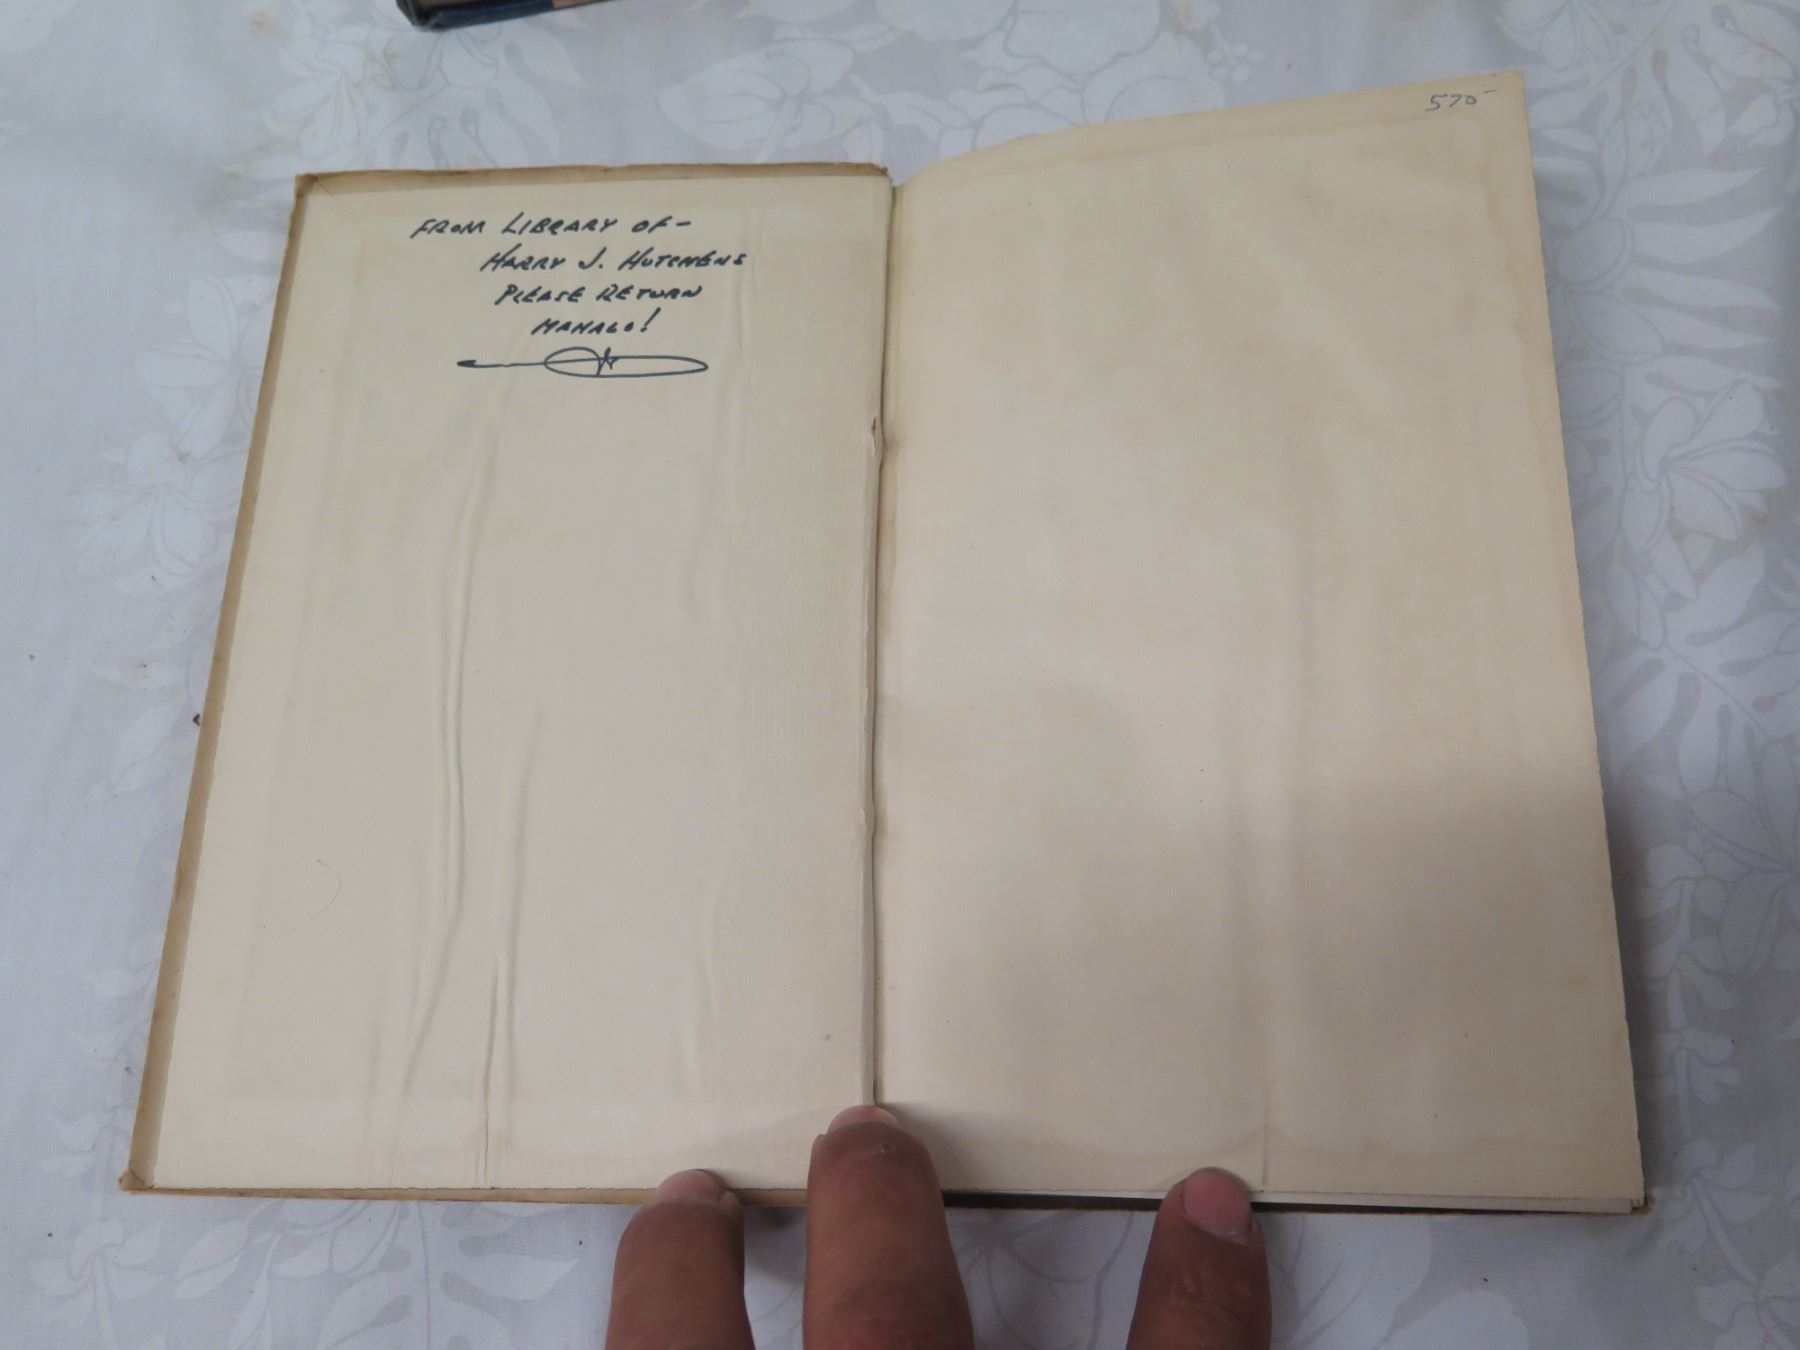 FROM LIBRARY OF-
HARRY J. HUTCHENS
PLEASE RETURN
MAHALO!
570-